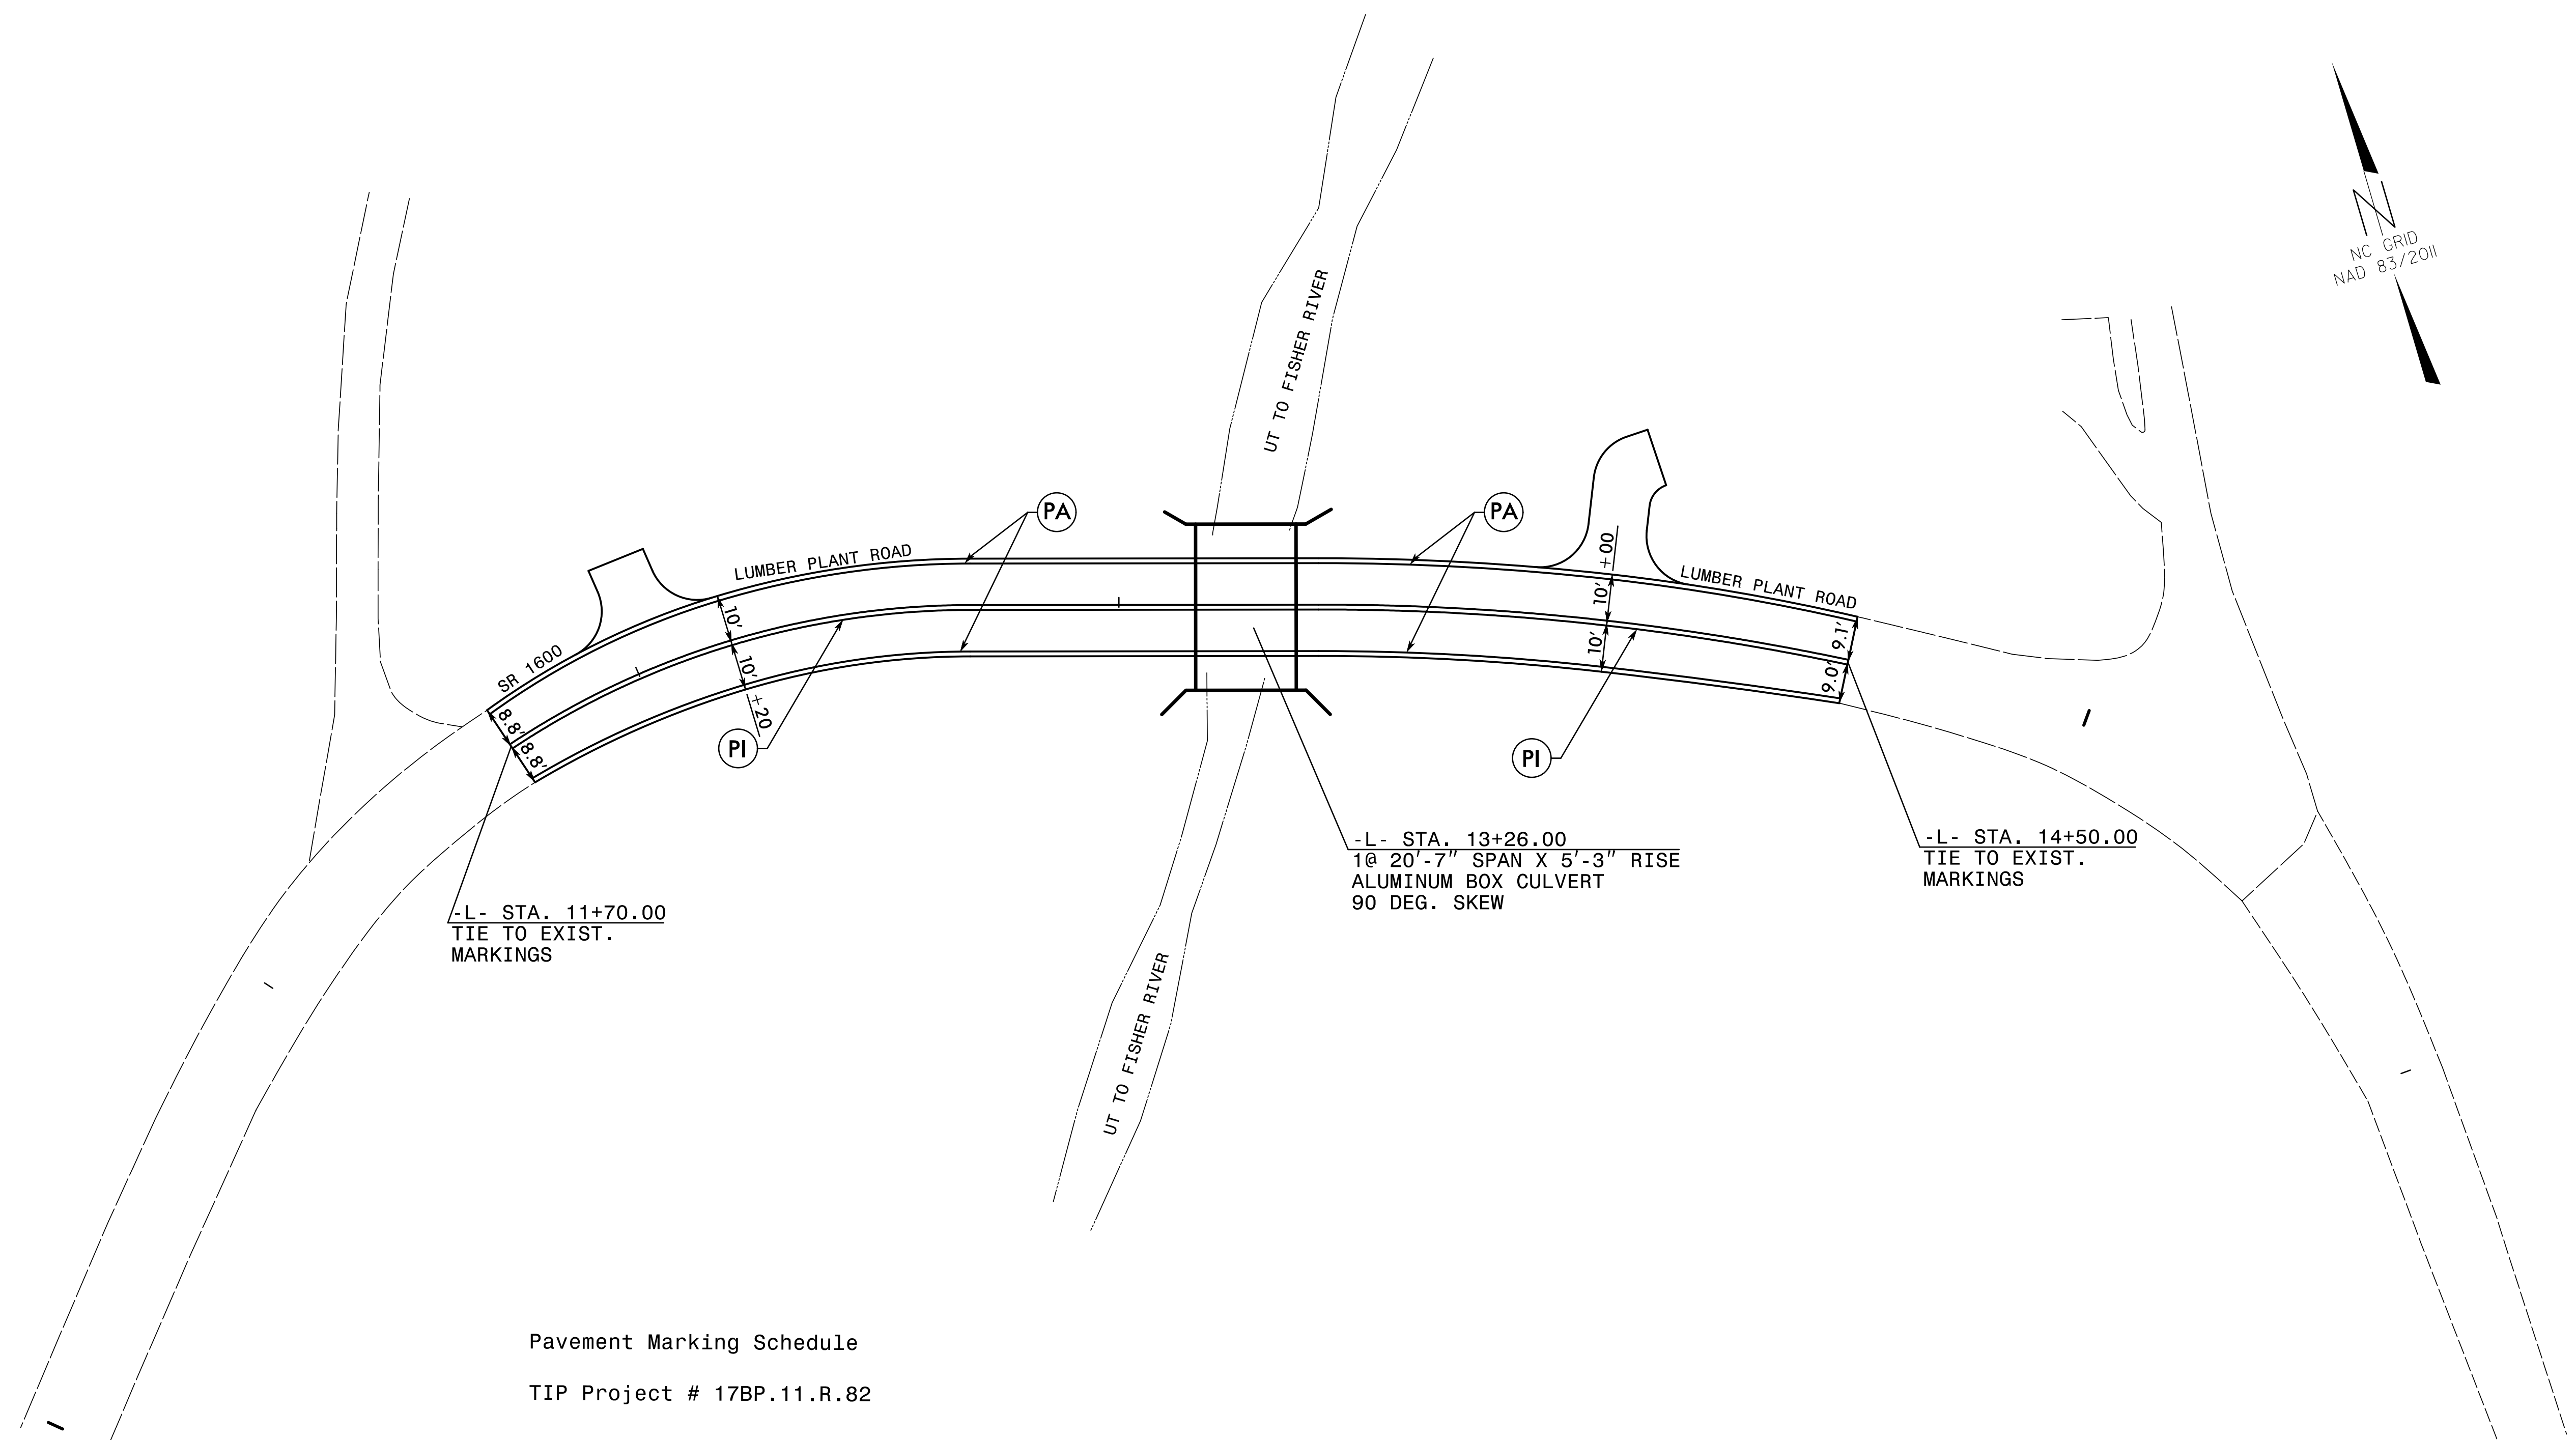 NC GRID
NAD 83/2011
UT TO FISHER RIVER
PA
PA
LUMBER PLANT ROAD
SR 1600
LUMBER PLANT ROAD
+00
10'
10'
10'
10'
+20
8.8'
8.8'
9.1'
9.0'
PI
PI
-L- STA. 13+26.00
1@ 20'-7" SPAN X 5'-3" RISE
ALUMINUM BOX CULVERT
90 DEG. SKEW
-L- STA. 14+50.00
TIE TO EXIST.
MARKINGS
-L- STA. 11+70.00
TIE TO EXIST.
MARKINGS
UT TO FISHER RIVER
Pavement Marking Schedule
TIP Project # 17BP.11.R.82